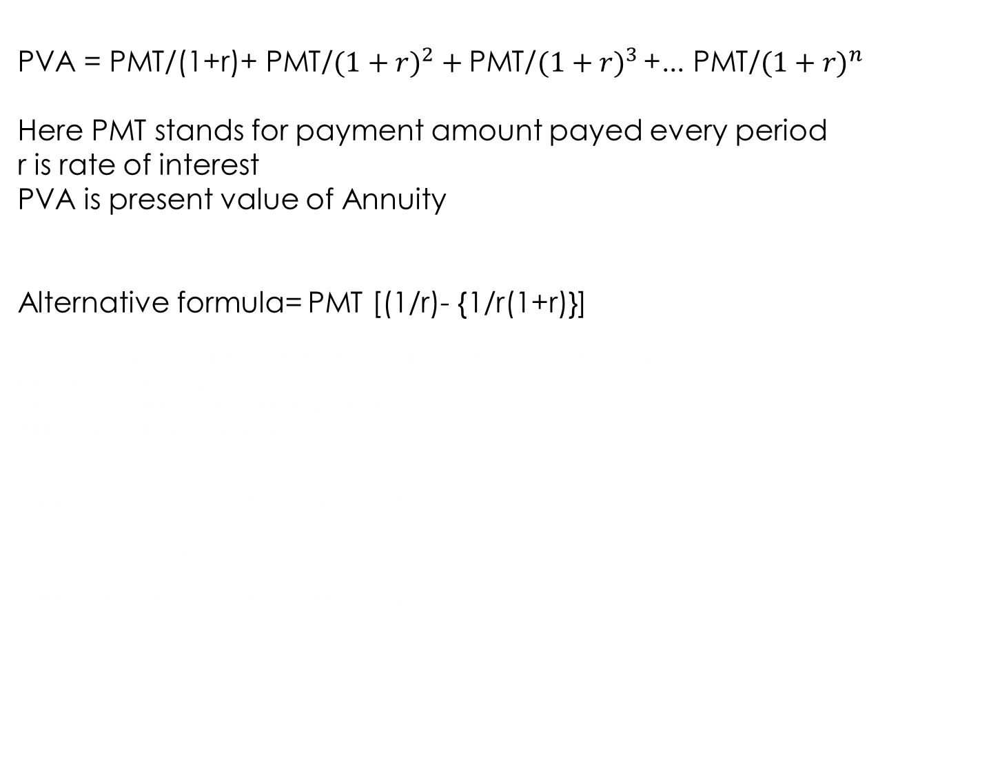 PVA = PMT/(1+r)+ PMT/(1 + r)² + PMT/(1 + r)³ +... PMT/(1 + r)ⁿ
Here PMT stands for payment amount payed every period
r is rate of interest
PVA is present value of Annuity
Alternative formula= PMT [(1/r)- {1/r(1+r)}]